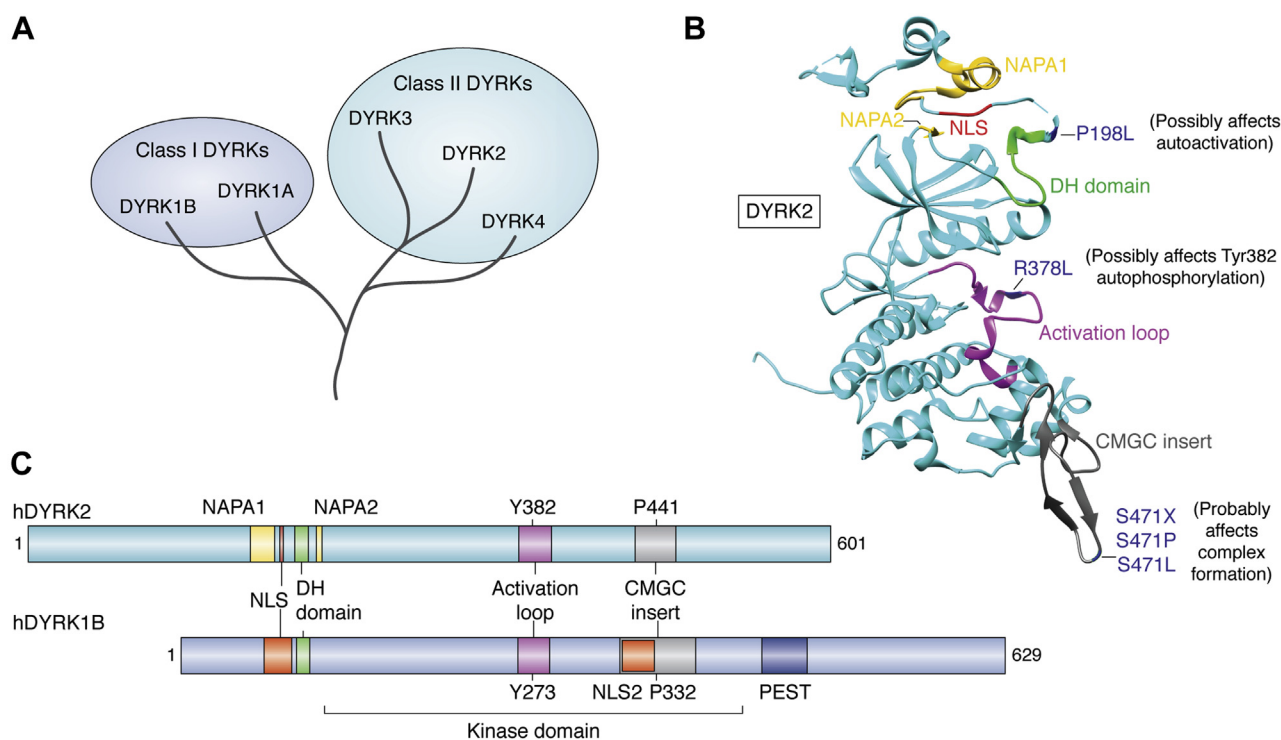 A
Class I DYRKs
DYRK1B
DYRK1A
Class II DYRKs
DYRK3
DYRK2
DYRK4
B
NAPA1
NAPA2
NLS
P198L
(Possibly affects
autoactivation)
DH domain
DYRK2
R378L
(Possibly affects Tyr382
autophosphorylation)
Activation loop
CMGC insert
S471X
S471P
S471L
(Probably
affects
complex
formation)
C
hDYRK2
NAPA1
NAPA2
Y382
P441
1
601
NLS
DH
domain
Activation
loop
CMGC
insert
hDYRK1B
1
629
Y273
NLS2
P332
PEST
Kinase domain